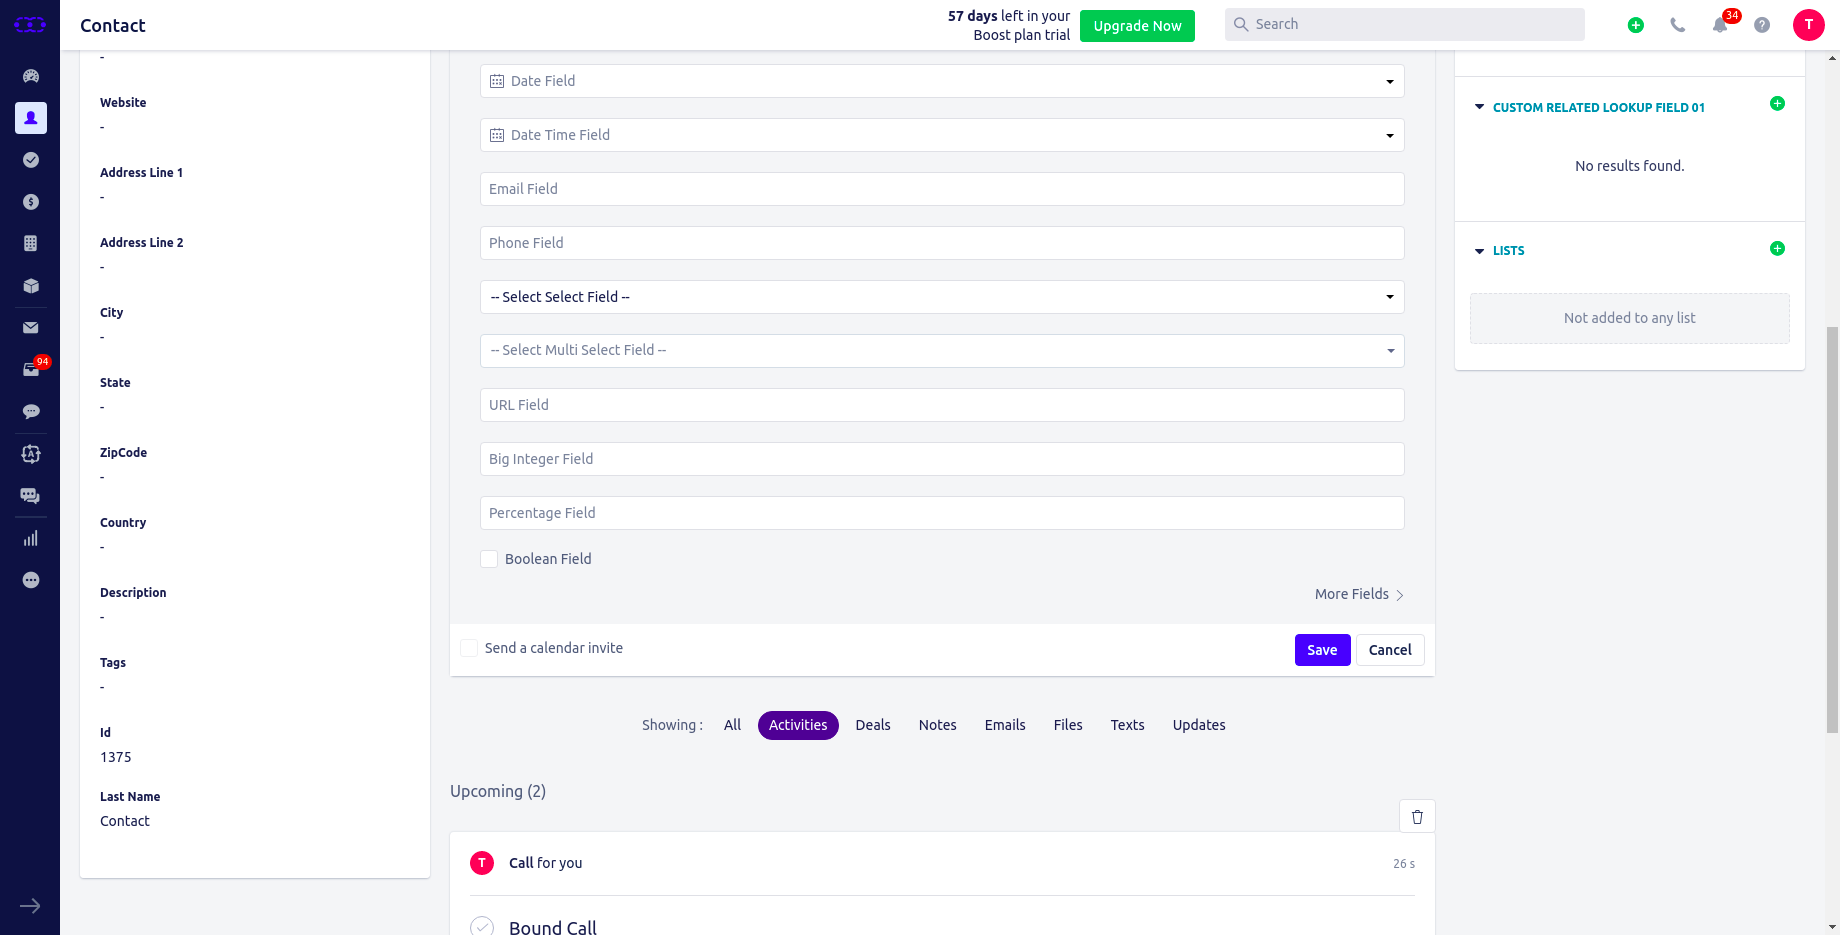 Contact
57 days left in your
Boost plan trial
Upgrade Now
Search
34
T
94
-
Website
-
Address Line 1
-
Address Line 2
-
City
-
State
-
ZipCode
-
Country
-
Description
-
Tags
-
Id
1375
Last Name
Contact
Date Field
Date Time Field
Email Field
Phone Field
-- Select Select Field --
-- Select Multi Select Field --
URL Field
Big Integer Field
Percentage Field
Boolean Field
More Fields
Send a calendar invite
Save
Cancel
Showing :
All
Activities
Deals
Notes
Emails
Files
Texts
Updates
Upcoming (2)
T
Call for you
26 s
Bound Call
CUSTOM RELATED LOOKUP FIELD 01
No results found.
LISTS
Not added to any list